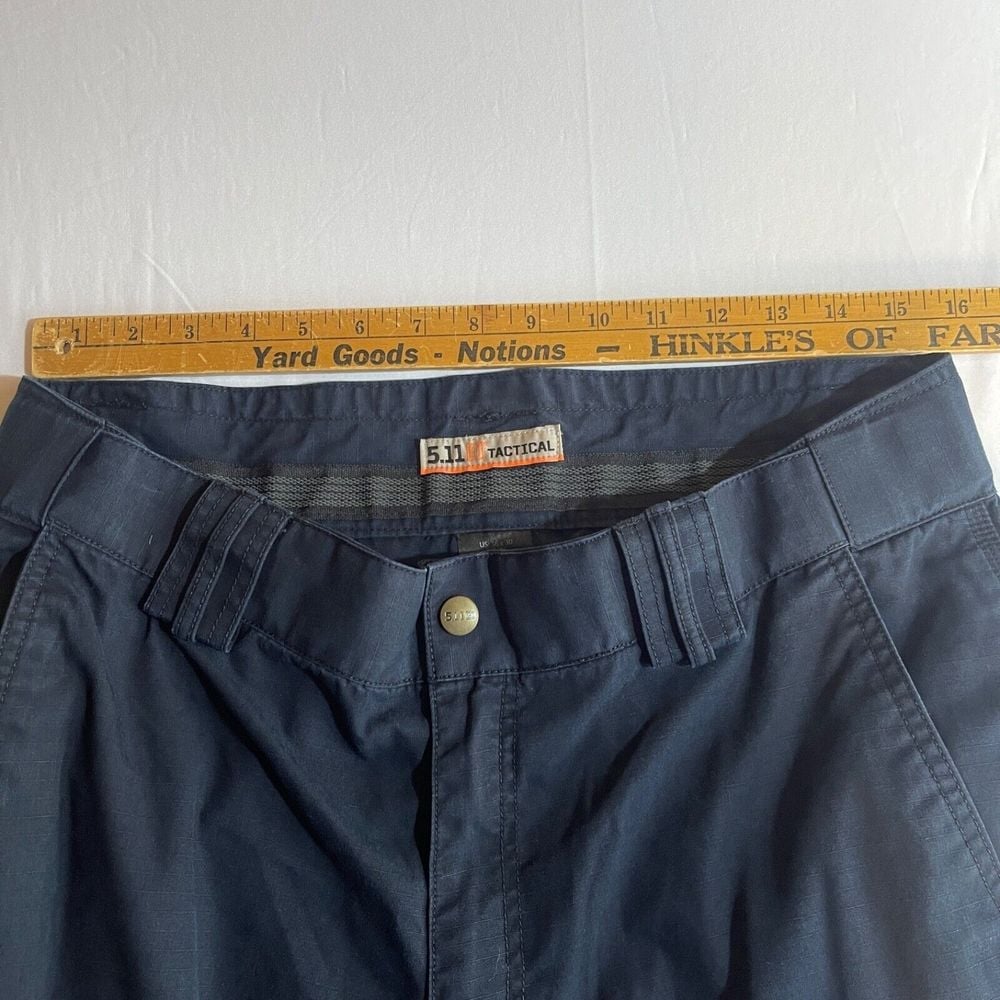 1 2 3 4 5 6 7 8 9 10 11 12 13 14 15 16
Yard Goods - Notions - HINKLE'S OF FAR
5.11 TACTICAL
US
5.11